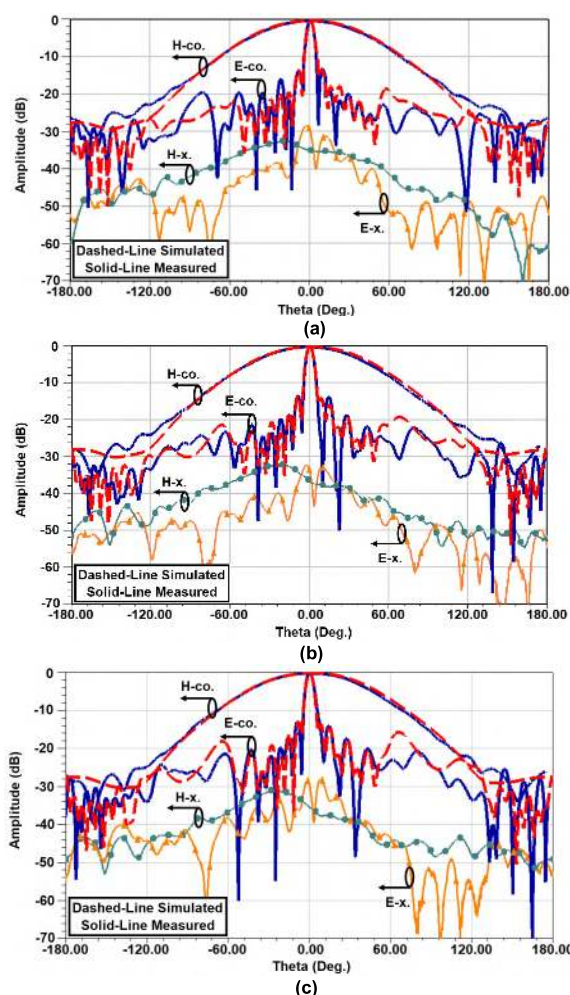 0
-10
-20
-30
-40
-50
-60
-70
Amplitude (dB)
H-co.
E-co.
H-x.
E-x.
Dashed-Line Simulated
Solid-Line Measured
-180.00 -120.00 -60.00 0.00 60.00 120.00 180.00
Theta (Deg.)
(a)
0
-10
-20
-30
-40
-50
-60
-70
Amplitude (dB)
H-co.
E-co.
H-x.
E-x.
Dashed-Line Simulated
Solid-Line Measured
-180.00 -120.00 -60.00 0.00 60.00 120.00 180.00
Theta (Deg.)
(b)
0
-10
-20
-30
-40
-50
-60
-70
Amplitude (dB)
H-co.
E-co.
H-x.
E-x.
Dashed-Line Simulated
Solid-Line Measured
-180.00 -120.00 -60.00 0.00 60.00 120.00 180.00
Theta (Deg.)
(c)